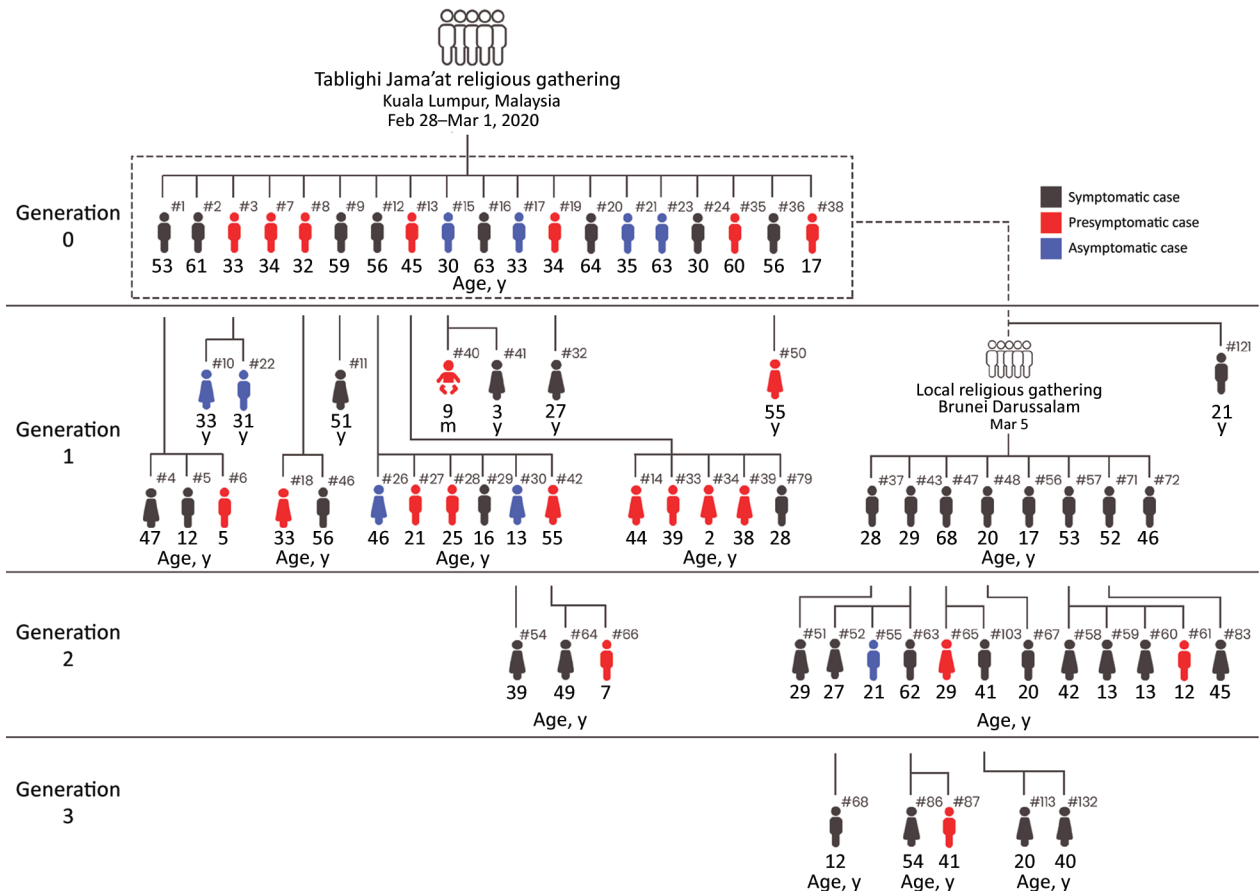 Tablighi Jama’at religious gathering
Kuala Lumpur, Malaysia
Feb 28–Mar 1, 2020
Symptomatic case
Presymptomatic case
Asymptomatic case
Generation
0
#1 #2 #3 #7 #8 #9 #12 #13 #15 #16 #17 #19 #20 #21 #23 #24 #35 #36 #38
53 61 33 34 32 59 56 45 30 63 33 34 64 35 63 30 60 56 17
Age, y
Generation
1
#10 #22 #11 #40 #41 #32 #50 #121
33 31 51 9 3 27 55 21
y y y m y y y y
Local religious gathering
Brunei Darussalam
Mar 5
#4 #5 #6 #18 #46 #26 #27 #28 #29 #30 #42 #14 #33 #34 #39 #79 #37 #43 #47 #48 #56 #57 #71 #72
47 12 5 33 56 46 21 25 16 13 55 44 39 2 38 28 28 29 68 20 17 53 52 46
Age, y Age, y Age, y Age, y Age, y
Generation
2
#54 #64 #66 #51 #52 #55 #63 #65 #103 #67 #58 #59 #60 #61 #83
39 49 7 29 27 21 62 29 41 20 42 13 13 12 45
Age, y Age, y
Generation
3
#68 #86 #87 #113 #132
12 54 41 20 40
Age, y Age, y Age, y